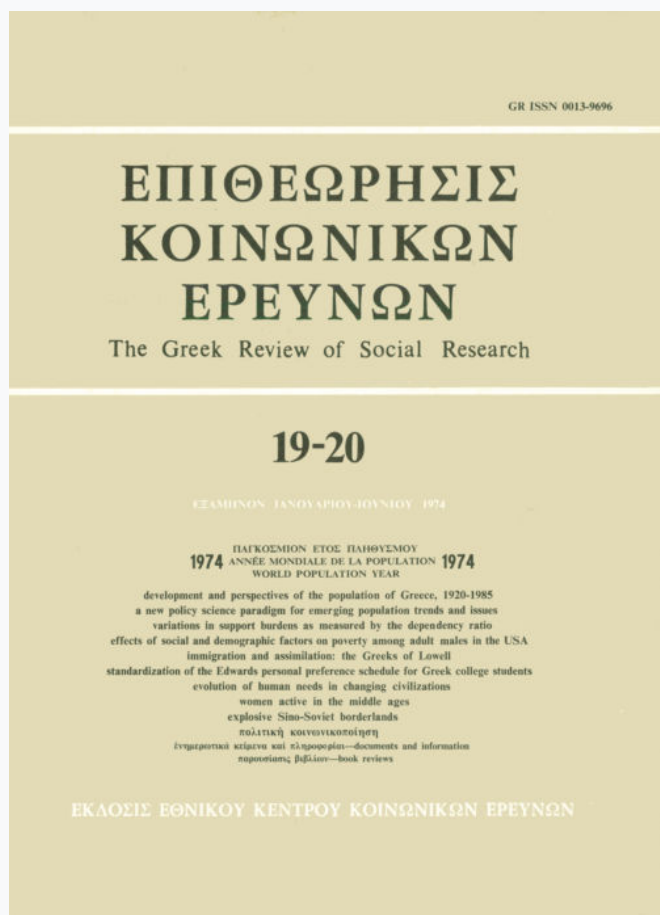 GR ISSN 0013-9696
ΕΠΙΘΕΩΡΗΣΙΣ
ΚΟΙΝΩΝΙΚΩΝ
ΕΡΕΥΝΩΝ
The Greek Review of Social Research
19-20
ΕΞΑΜΗΝΟΝ ΙΑΝΟΥΑΡΙΟΥ-ΙΟΥΝΙΟΥ 1974
ΠΑΓΚΟΣΜΙΟΝ ΕΤΟΣ ΠΛΗΘΥΣΜΟΥ
1974 ANNÉE MONDIALE DE LA POPULATION 1974
WORLD POPULATION YEAR
development and perspectives of the population of Greece, 1920-1985
a new policy science paradigm for emerging population trends and issues
variations in support burdens as measured by the dependency ratio
effects of social and demographic factors on poverty among adult males in the USA
immigration and assimilation: the Greeks of Lowell
standardization of the Edwards personal preference schedule for Greek college students
evolution of human needs in changing civilizations
women active in the middle ages
explosive Sino-Soviet borderlands
πολιτικὴ κοινωνικοποίηση
ἐνημερωτικὰ κείμενα καὶ πληροφορίαι—documents and information
παρουσίασις βιβλίων—book reviews
ΕΚΔΟΣΙΣ ΕΘΝΙΚΟΥ ΚΕΝΤΡΟΥ ΚΟΙΝΩΝΙΚΩΝ ΕΡΕΥΝΩΝ